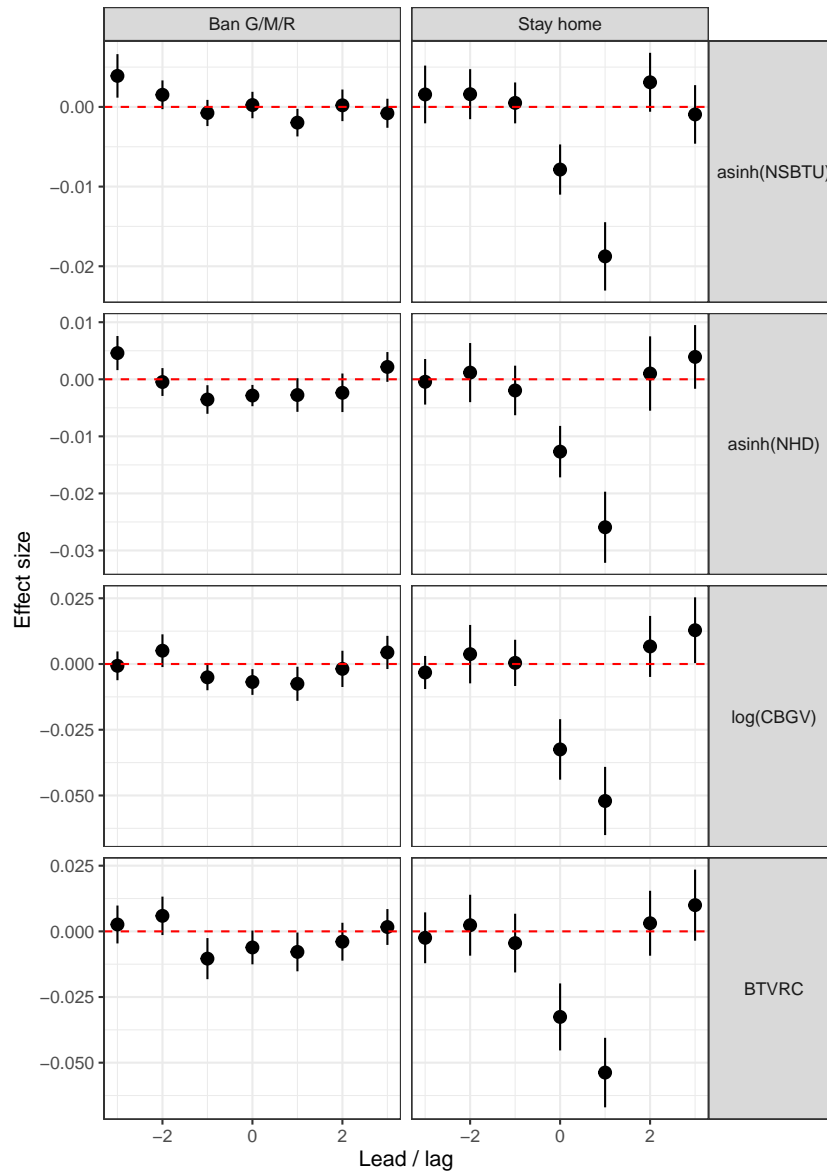 Ban G/M/R
Stay home
0.00
−0.01
−0.02
asinh(NSBTU)
0.01
0.00
−0.01
−0.02
−0.03
asinh(NHD)
0.025
0.000
−0.025
−0.050
log(CBGV)
0.025
0.000
−0.025
−0.050
BTVRC
Effect size
−2 0 2 −2 0 2
Lead / lag